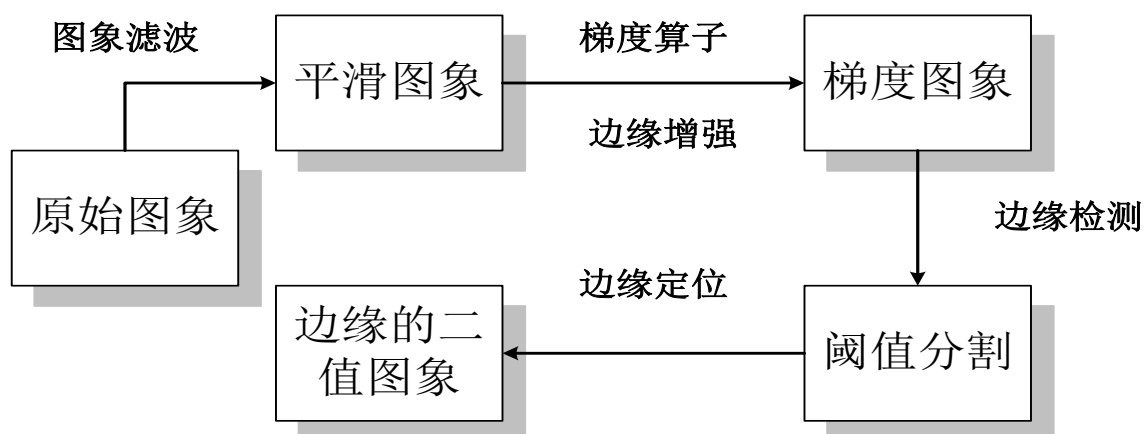 图象滤波
平滑图象
梯度算子
边缘增强
梯度图象
原始图象
边缘检测
边缘定位
边缘的二
值图象
阈值分割